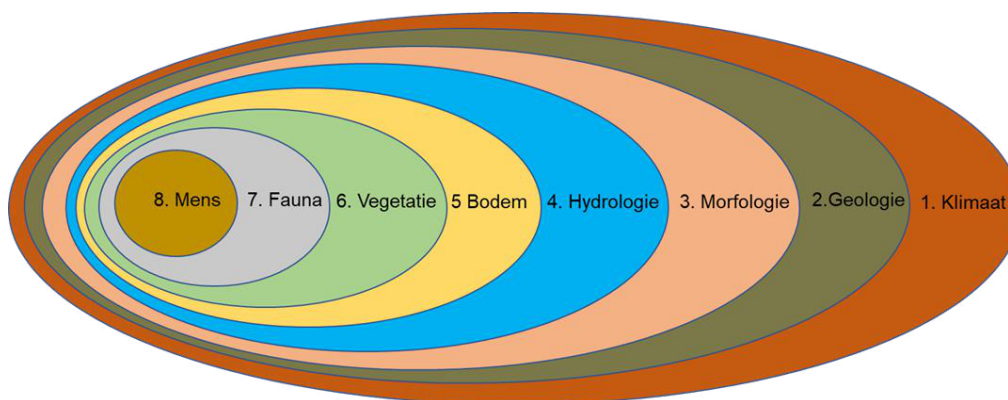 8. Mens 7. Fauna 6. Vegetatie 5 Bodem 4. Hydrologie 3. Morfologie 2.Geologie 1. Klimaat